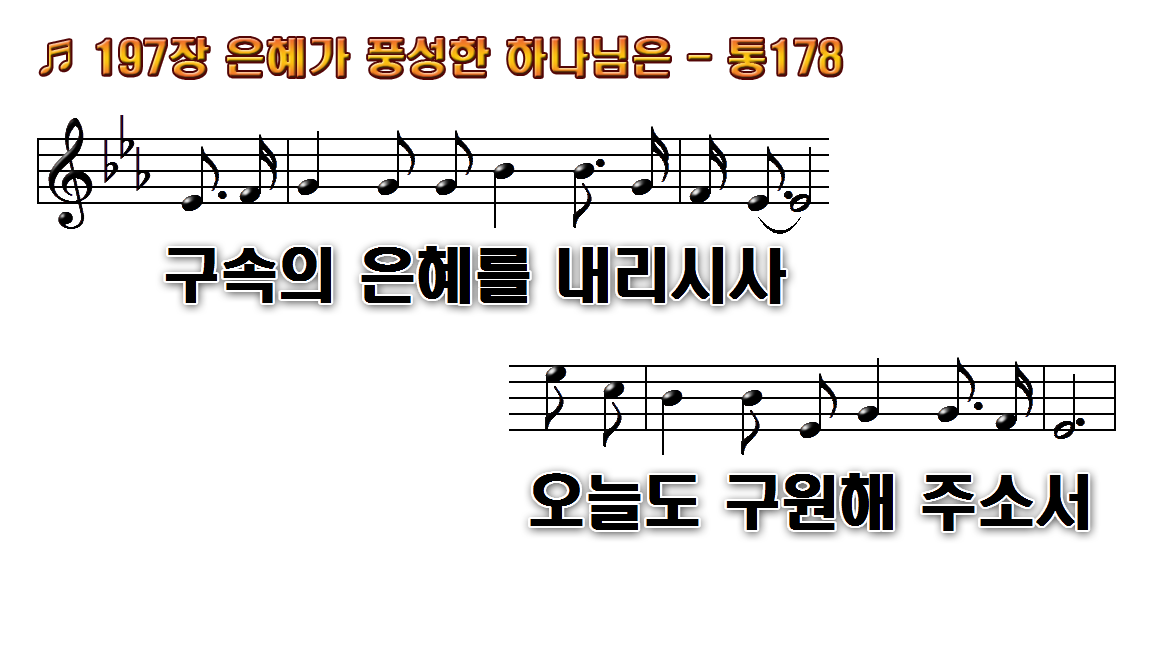 ♬ 197장 은혜가 풍성한 하나님은 - 통178
구속의 은혜를 내리시사
오늘도 구원해 주소서